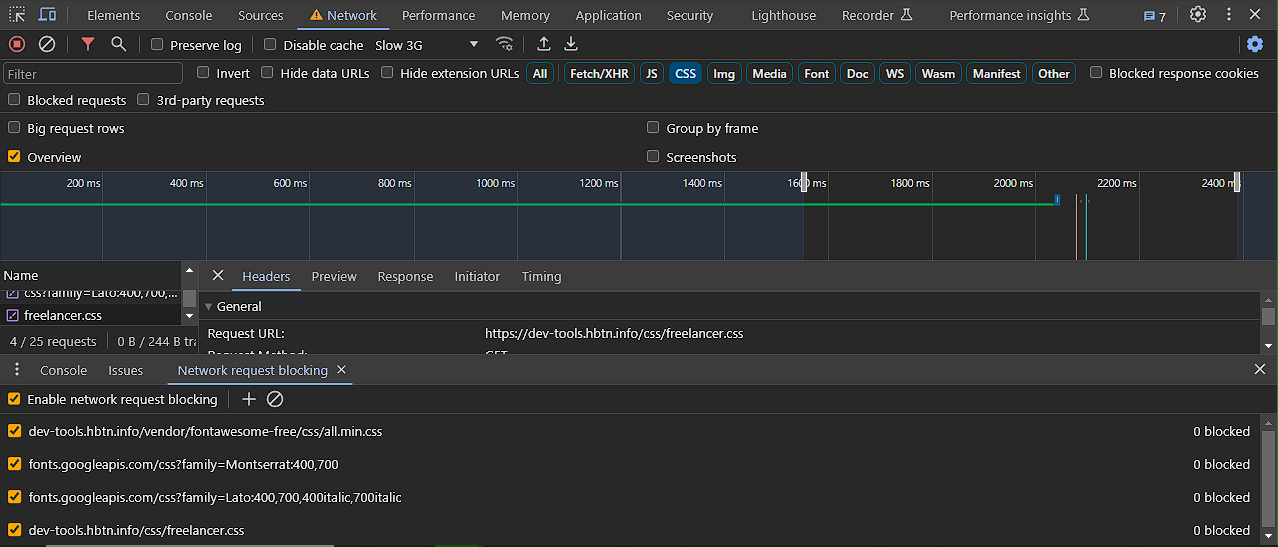 Elements Console Sources Network Performance Memory Application Security Lighthouse Recorder Performance insights 7
Preserve log Disable cache Slow 3G
Filter Invert Hide data URLs Hide extension URLs All Fetch/XHR JS CSS Img Media Font Doc WS Wasm Manifest Other Blocked response cookies
Blocked requests 3rd-party requests
Big request rows Group by frame
Overview Screenshots
200 ms 400 ms 600 ms 800 ms 1000 ms 1200 ms 1400 ms 1600 ms 1800 ms 2000 ms 2200 ms 2400 ms
Name Headers Preview Response Initiator Timing
css?family=Lato:400,700,...
General
freelancer.css
Request URL: https://dev-tools.hbtn.info/css/freelancer.css
4 / 25 requests 0 B / 244 B tra
Request Method: GET
Console Issues Network request blocking
Enable network request blocking
dev-tools.hbtn.info/vendor/fontawesome-free/css/all.min.css 0 blocked
fonts.googleapis.com/css?family=Montserrat:400,700 0 blocked
fonts.googleapis.com/css?family=Lato:400,700,400italic,700italic 0 blocked
dev-tools.hbtn.info/css/freelancer.css 0 blocked